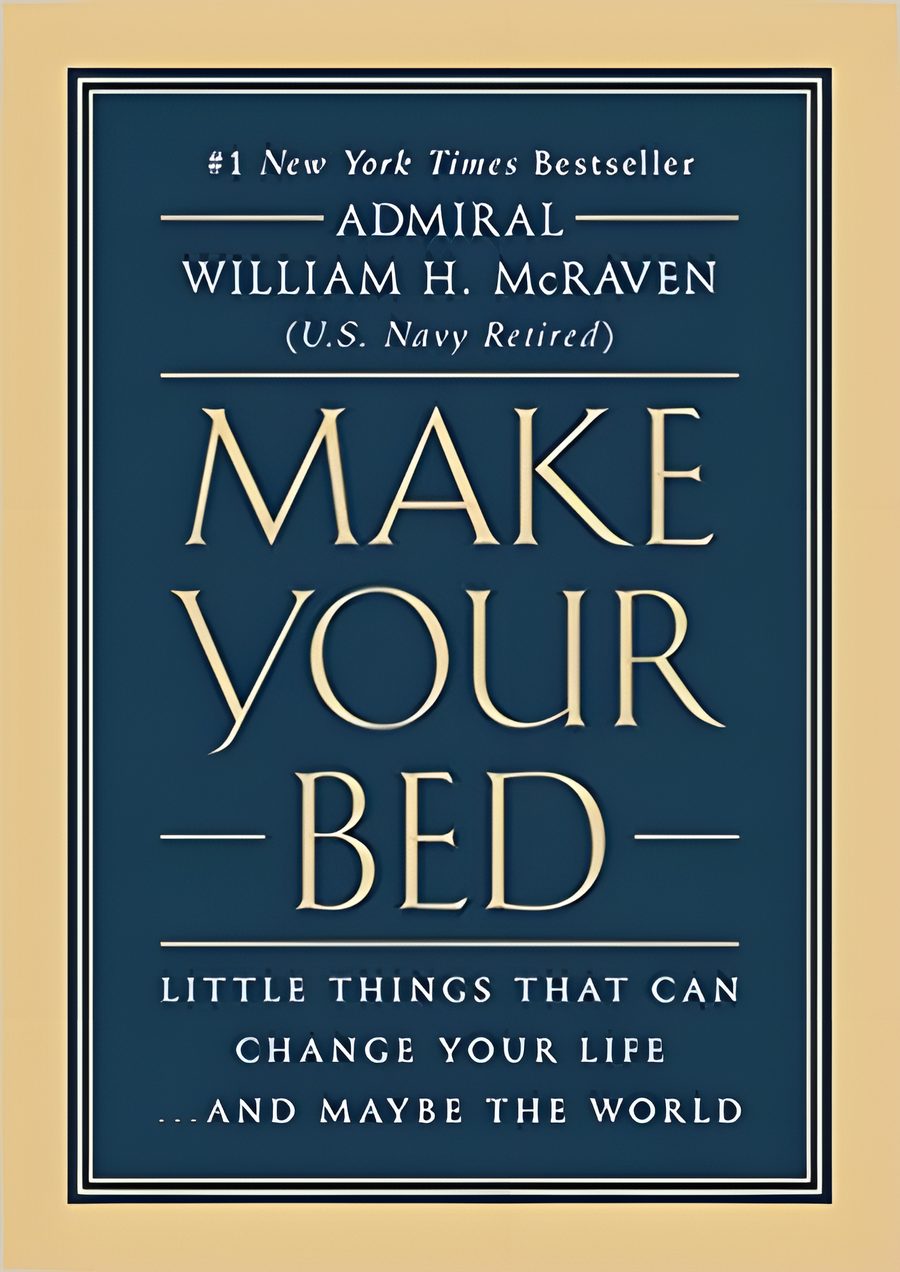 #1 New York Times Bestseller
ADMIRAL
WILLIAM H. McRAVEN
(U.S. Navy Retired)
MAKE
YOUR
BED
LITTLE THINGS THAT CAN
CHANGE YOUR LIFE
...AND MAYBE THE WORLD